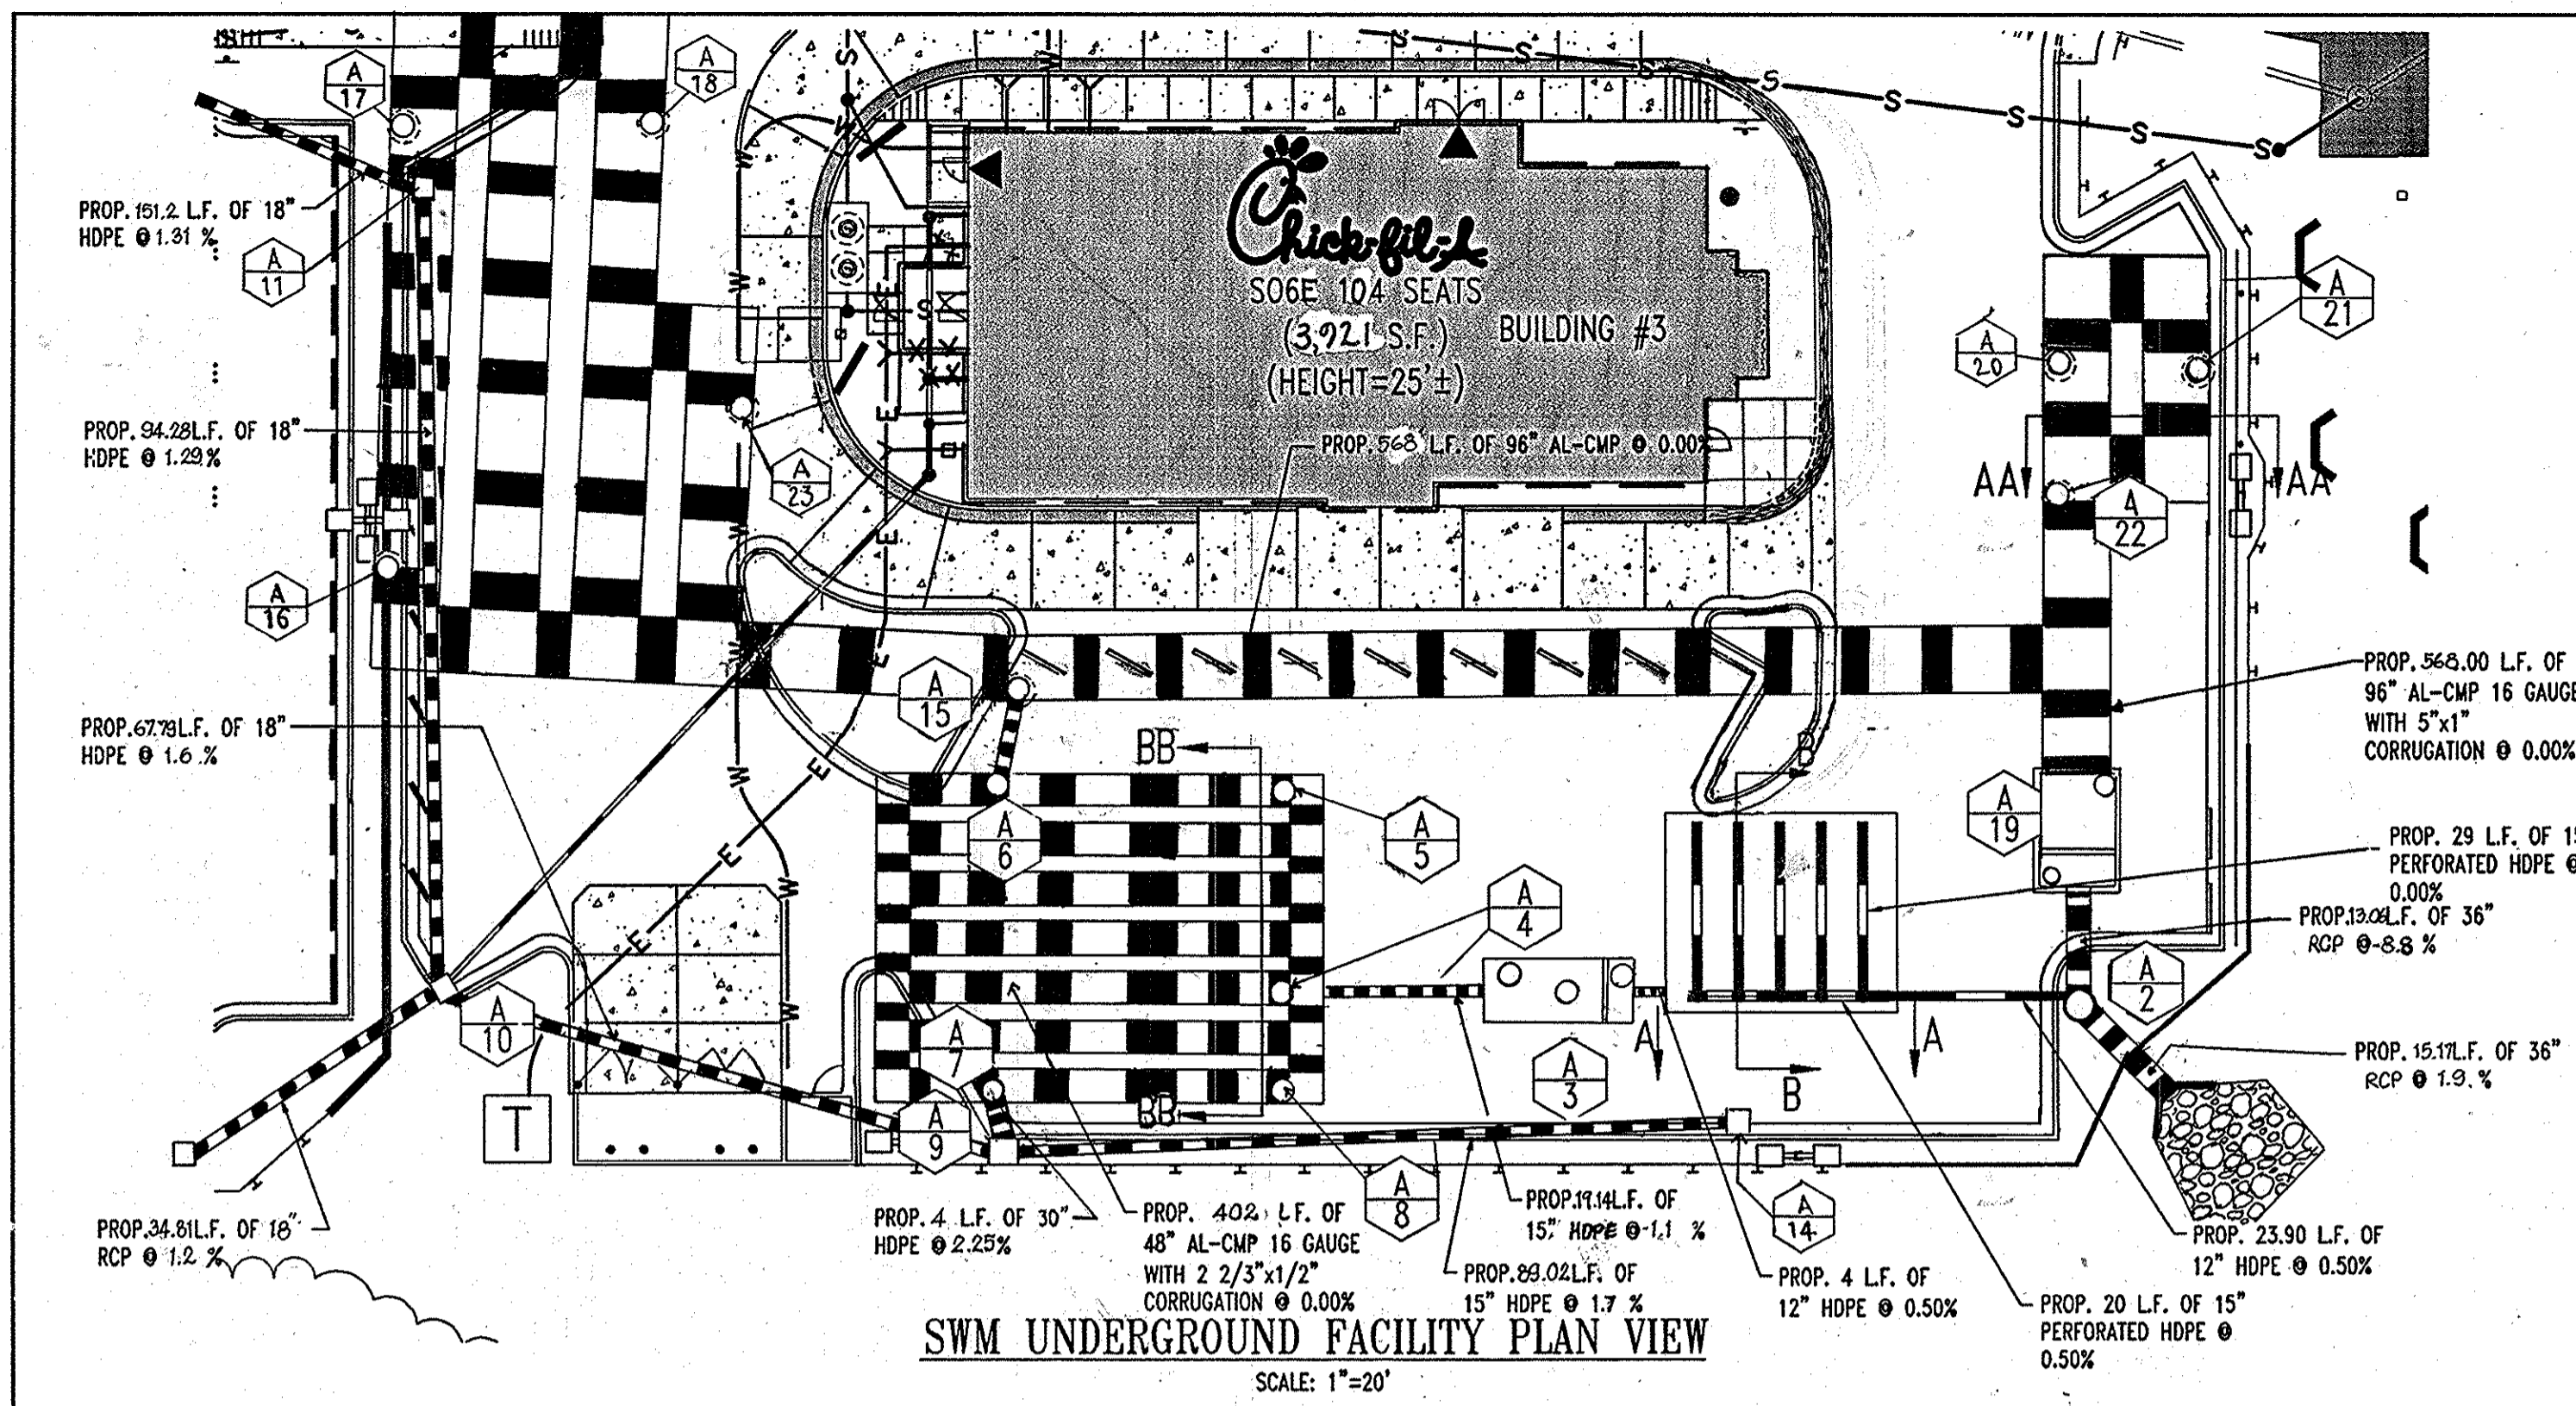 A
17
A
18
PROP. 151.2 L.F. OF 18"
HDPE @ 1.31 %
A
11
Chick-fil-A
S06E 104 SEATS
(3,921 S.F.)
BUILDING #3
(HEIGHT=25'±)
PROP. 568 L.F. OF 96" AL-CMP @ 0.00%
A
21
A
20
AA
AA
A
22
PROP. 94.28L.F. OF 18"
HDPE @ 1.29%
A
23
A
16
A
15
PROP. 568.00 L.F. OF
96" AL-CMP 16 GAUGE
WITH 5"x1"
CORRUGATION @ 0.00%
PROP. 67.79L.F. OF 18"
HDPE @ 1.6 %
BB
B
A
6
A
5
A
19
PROP. 29 L.F. OF
PERFORATED HDPE @
0.00%
A
4
PROP. 13.06L.F. OF 36"
RCP @-8.8 %
A
2
A
10
A
7
A
A
A
3
PROP. 15.17L.F. OF 36"
RCP @ 1.9. %
T
A
9
BB
B
A
8
A
14
PROP. 34.81L.F. OF 18"
RCP @ 1.2 %
PROP. 4 L.F. OF 30"
HDPE @ 2.25%
PROP. 402 L.F. OF
48" AL-CMP 16 GAUGE
WITH 2 2/3"x1/2"
CORRUGATION @ 0.00%
PROP. 19.14L.F. OF
15" HDPE @-1.1 %
PROP. 89.02L.F. OF
15" HDPE @ 1.7 %
PROP. 4 L.F. OF
12" HDPE @ 0.50%
PROP. 23.90 L.F. OF
12" HDPE @ 0.50%
PROP. 20 L.F. OF 15"
PERFORATED HDPE @
0.50%
S S S S S S S S
W W W W W W W
E E E E E E
SWM UNDERGROUND FACILITY PLAN VIEW
SCALE: 1"=20'